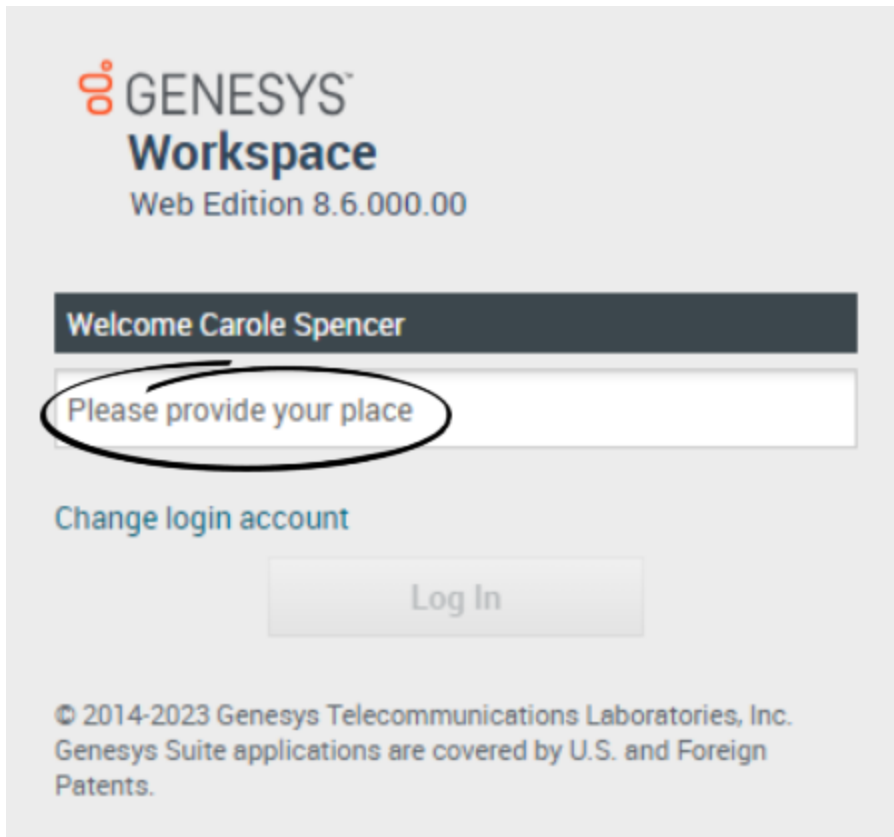 GENESYS™
Workspace
Web Edition 8.6.000.00
Welcome Carole Spencer
Please provide your place
Change login account
Log In
© 2014-2023 Genesys Telecommunications Laboratories, Inc.
Genesys Suite applications are covered by U.S. and Foreign
Patents.